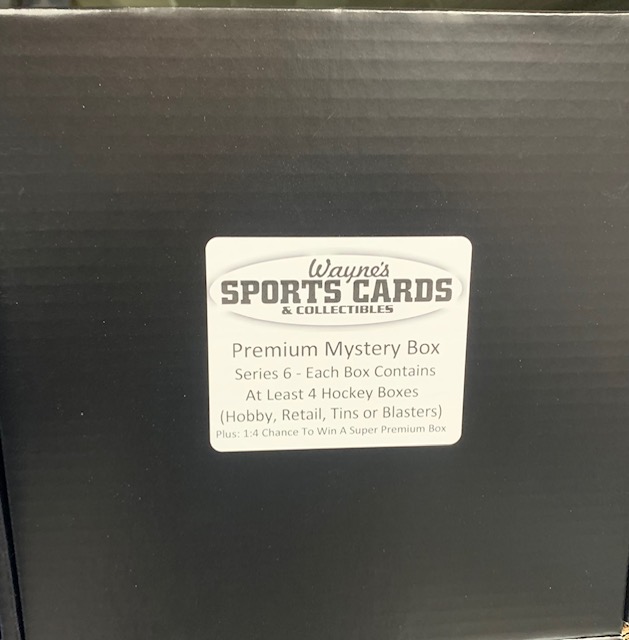 Wayne's
SPORTS CARDS
& COLLECTIBLES
Premium Mystery Box
Series 6 - Each Box Contains
At Least 4 Hockey Boxes
(Hobby, Retail, Tins or Blasters)
Plus: 1:4 Chance To Win A Super Premium Box